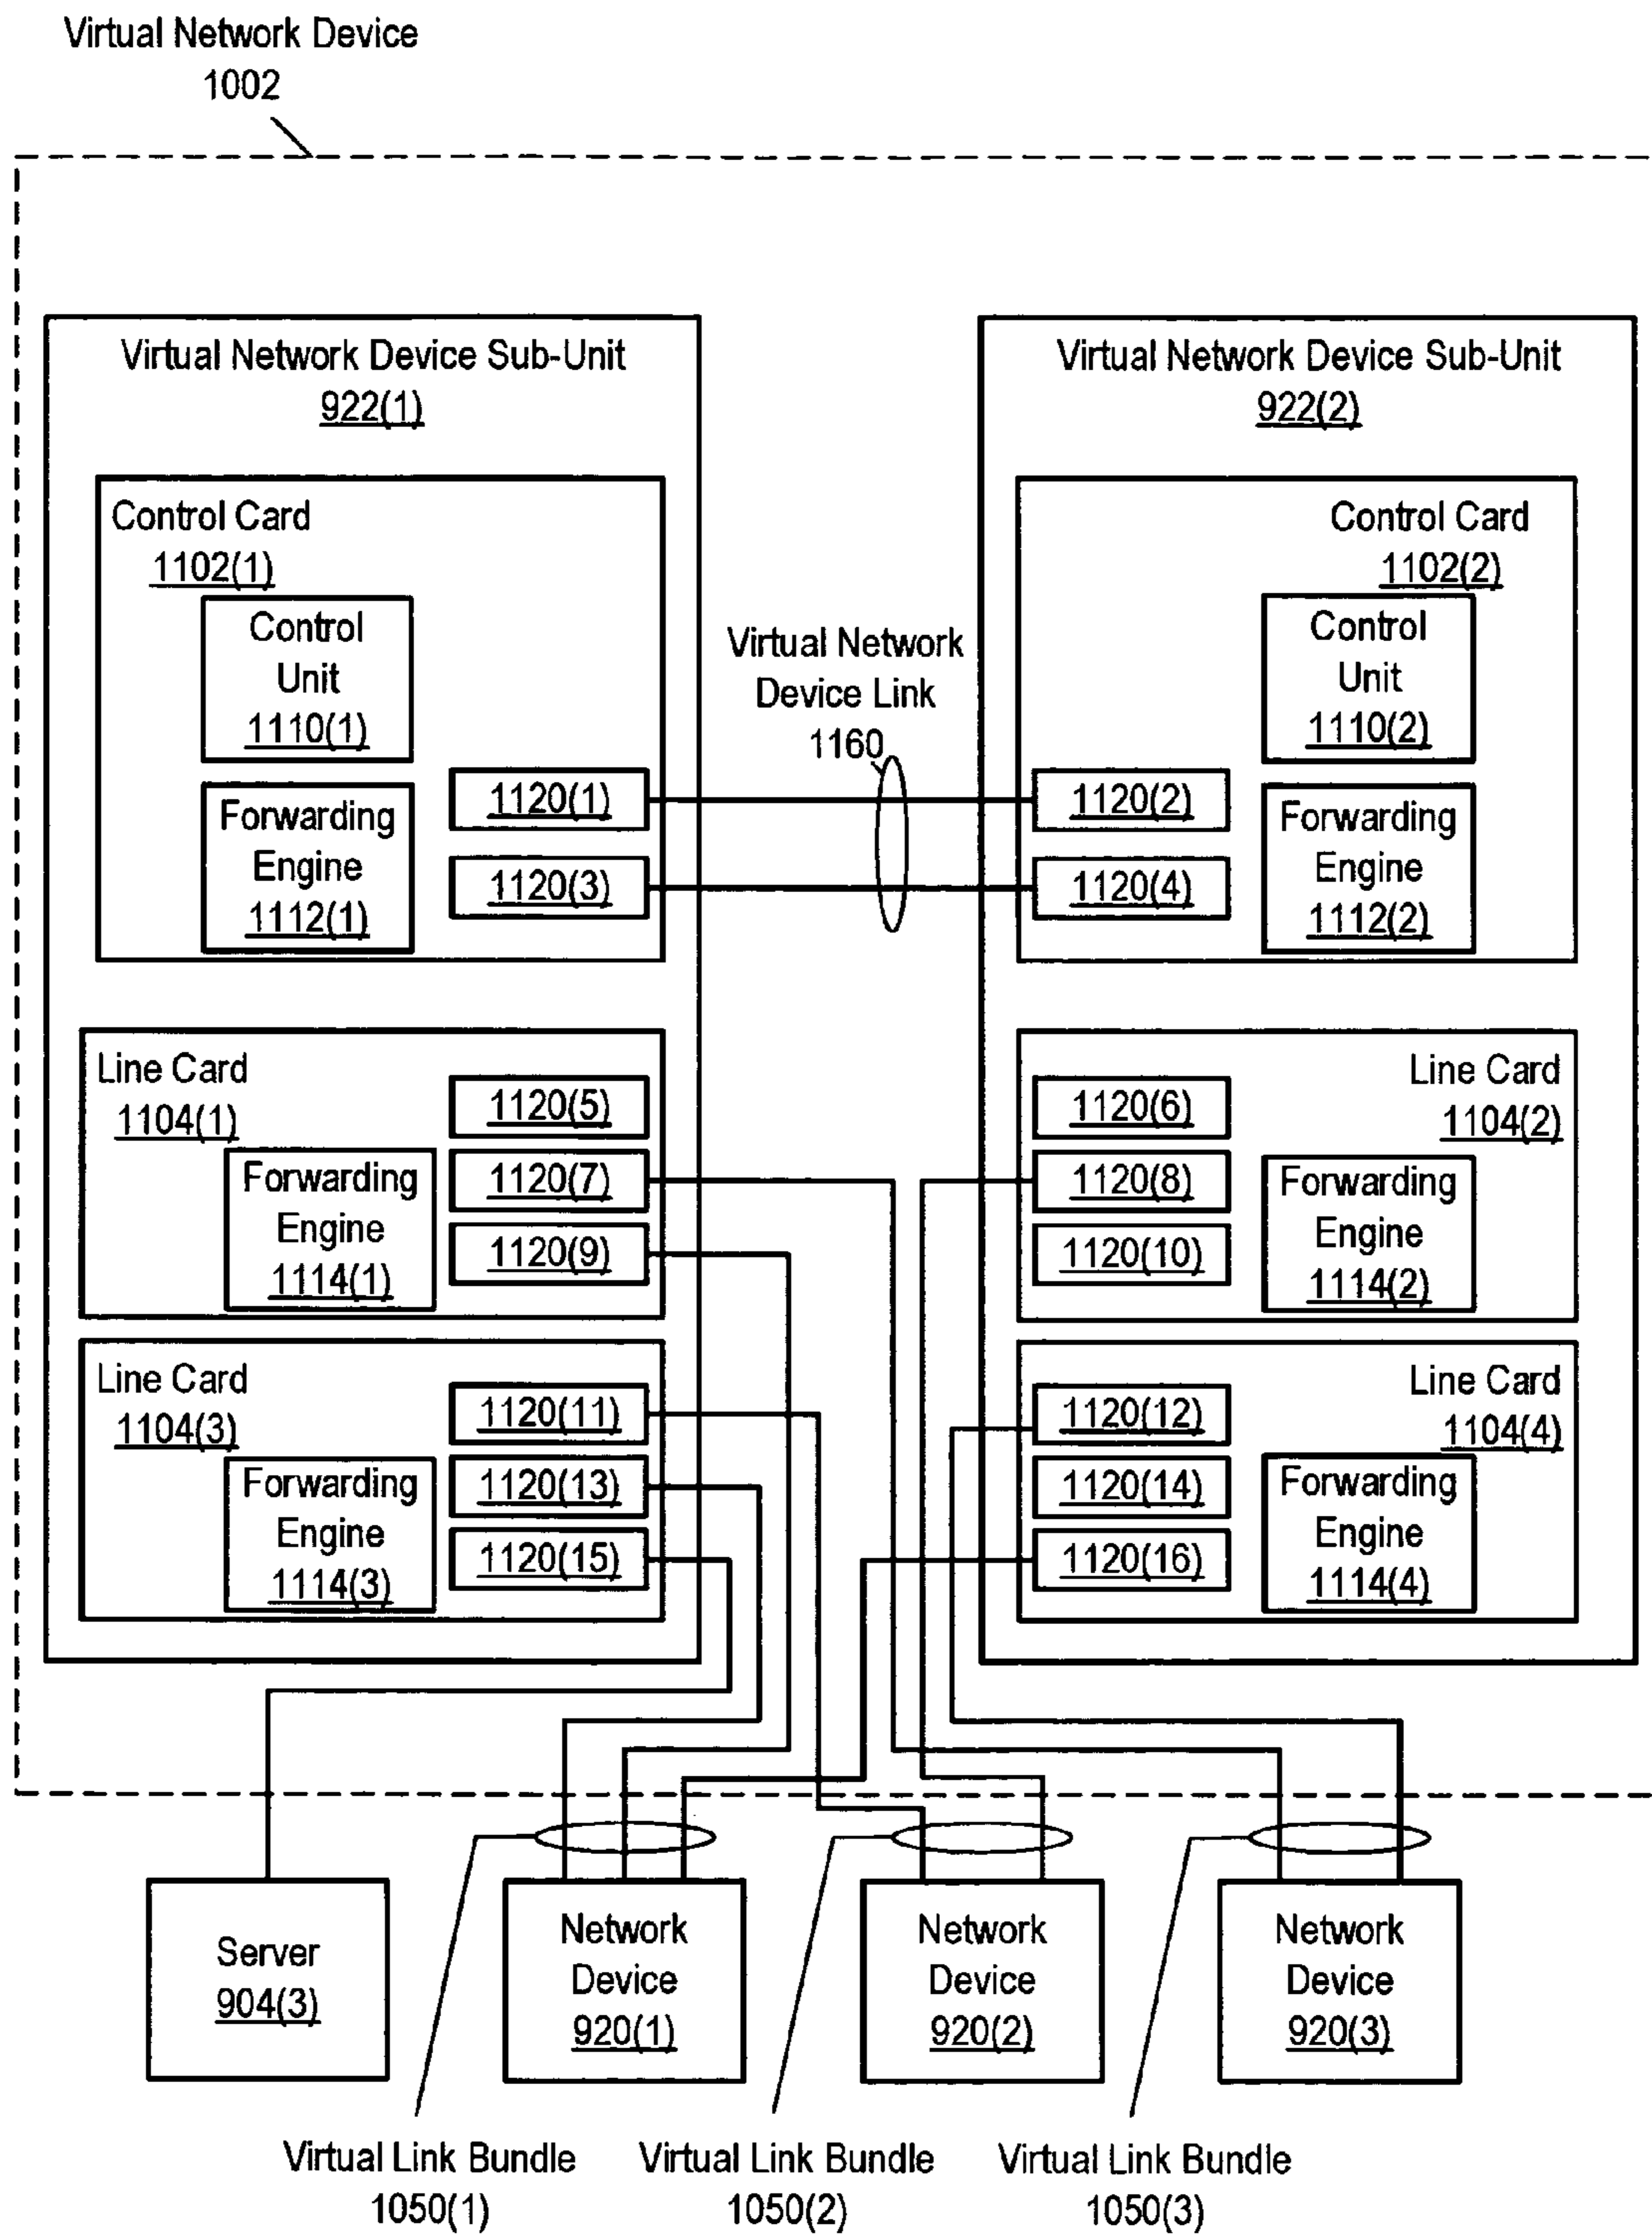 Virtual Network Device
1002
Virtual Network Device Sub-Unit
922(1)
Control Card
1102(1)
Control
Unit
1110(1)
Forwarding
Engine
1112(1)
1120(1)
1120(3)
Line Card
1104(1)
Forwarding
Engine
1114(1)
1120(5)
1120(7)
1120(9)
Line Card
1104(3)
Forwarding
Engine
1114(3)
1120(11)
1120(13)
1120(15)
Virtual Network
Device Link
1160
Virtual Network Device Sub-Unit
922(2)
Control Card
1102(2)
Control
Unit
1110(2)
1120(2)
1120(4)
Forwarding
Engine
1112(2)
Line Card
1104(2)
1120(6)
1120(8)
1120(10)
Forwarding
Engine
1114(2)
Line Card
1104(4)
1120(12)
1120(14)
1120(16)
Forwarding
Engine
1114(4)
Server
904(3)
Network
Device
920(1)
Network
Device
920(2)
Network
Device
920(3)
Virtual Link Bundle
1050(1)
Virtual Link Bundle
1050(2)
Virtual Link Bundle
1050(3)